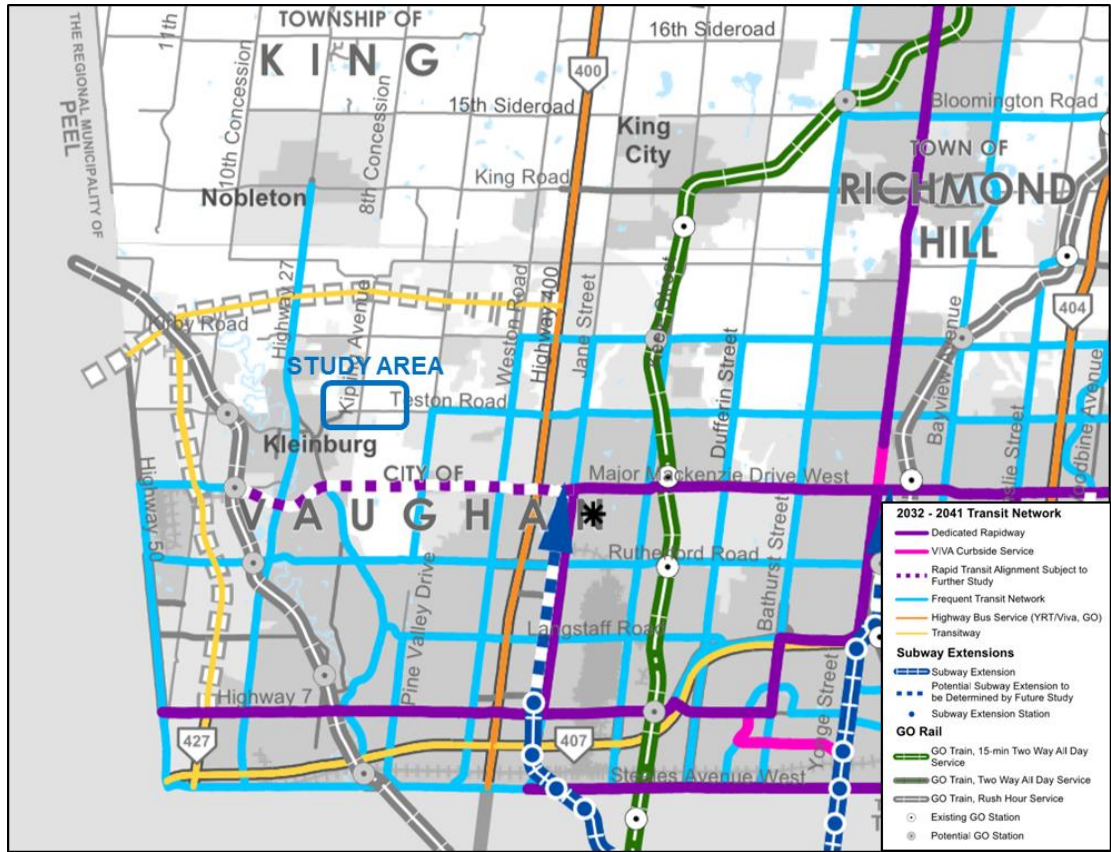 TOWNSHIP OF
KING
THE REGIONAL MUNICIPALITY OF
PEEL
11th
10th Concession
8th Concession
16th Sideroad
400
15th Sideroad
King
City
Bloomington Road
TOWN OF
RICHMOND
HILL
Nobleton
King Road
Kirby Road
Highway 27
Kipling Avenue
STUDY AREA
Teston Road
Weston Road
Highway 400
Jane Street
Street
Dufferin Street
Bayview Avenue
404
Kleinburg
CITY OF
VAUGHAN
Major Mackenzie Drive West
Highway 50
Rutherford Road
Bathurst Street
Pine Valley Drive
Langstaff Road
Highway 7
427
407
Yonge Street
Steeles Avenue West
2032 - 2041 Transit Network
Dedicated Rapidway
VIVA Curbside Service
Rapid Transit Alignment Subject to
Further Study
Frequent Transit Network
Highway Bus Service (YRT/Viva, GO)
Transitway
Subway Extensions
Subway Extension
Potential Subway Extension to
be Determined by Future Study
Subway Extension Station
GO Rail
GO Train, 15-min Two Way All Day
Service
GO Train, Two Way All Day Service
GO Train, Rush Hour Service
Existing GO Station
Potential GO Station